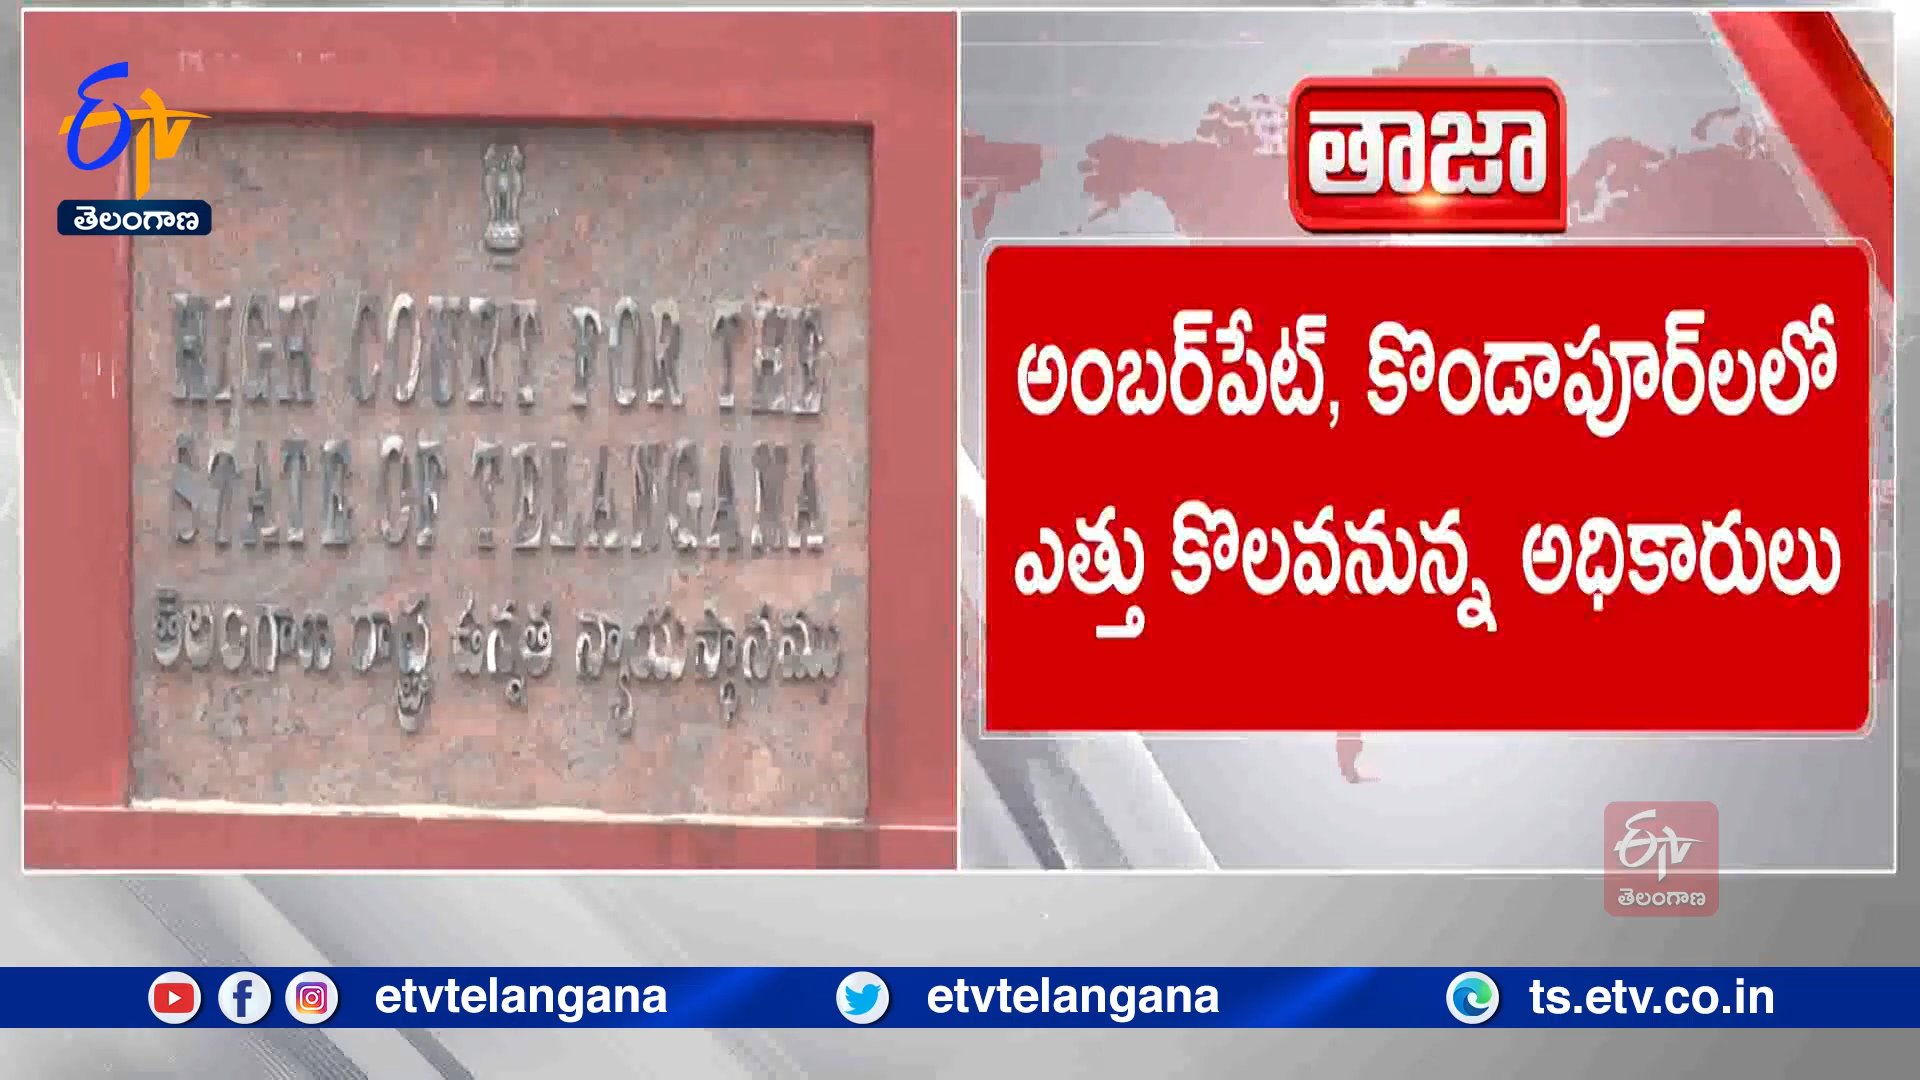 ETV
తెలంగాణ
HIGH COURT FOR THE
STATE OF TELANGANA
తెలంగాణ రాష్ట్ర ఉన్నత న్యాయస్థానము
తాజా
అంబర్‌పేట్, కొండాపూర్‌లలో
ఎత్తు కొలవనున్న అధికారులు
ETV
తెలంగాణ
etvtelangana
etvtelangana
ts.etv.co.in